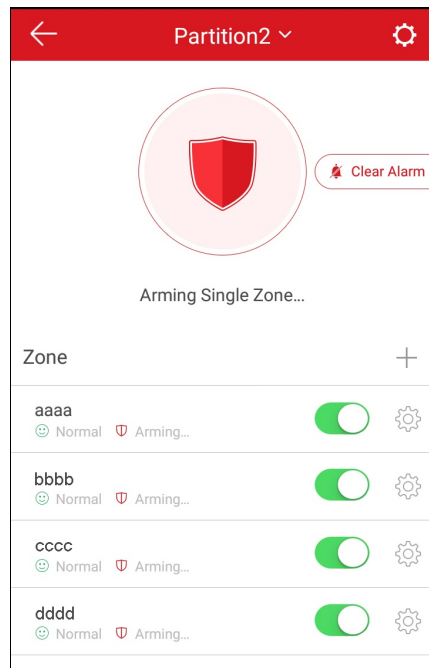 Partition2
Clear Alarm
Arming Single Zone...
Zone
aaaa
Normal Arming...
bbbb
Normal Arming...
cccc
Normal Arming...
dddd
Normal Arming...